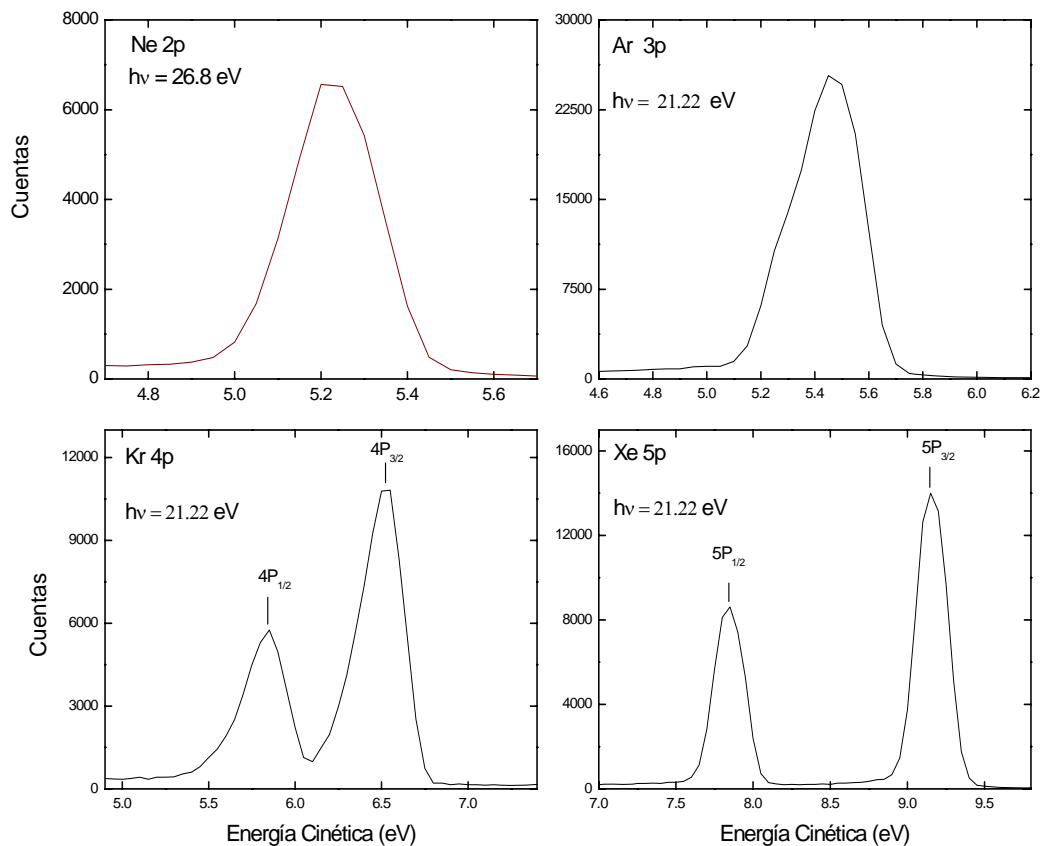 Ne 2p
hν = 26.8 eV
Cuentas
8000
6000
4000
2000
0
4.8
5.0
5.2
5.4
5.6
Ar 3p
hν = 21.22 eV
30000
22500
15000
7500
0
4.6
4.8
5.0
5.2
5.4
5.6
5.8
6.0
6.2
Kr 4p
hν = 21.22 eV
4P1/2
4P3/2
Cuentas
12000
9000
6000
3000
0
5.0
5.5
6.0
6.5
7.0
Energía Cinética (eV)
Xe 5p
hν = 21.22 eV
5P1/2
5P3/2
16000
12000
8000
4000
0
7.0
7.5
8.0
8.5
9.0
9.5
Energía Cinética (eV)